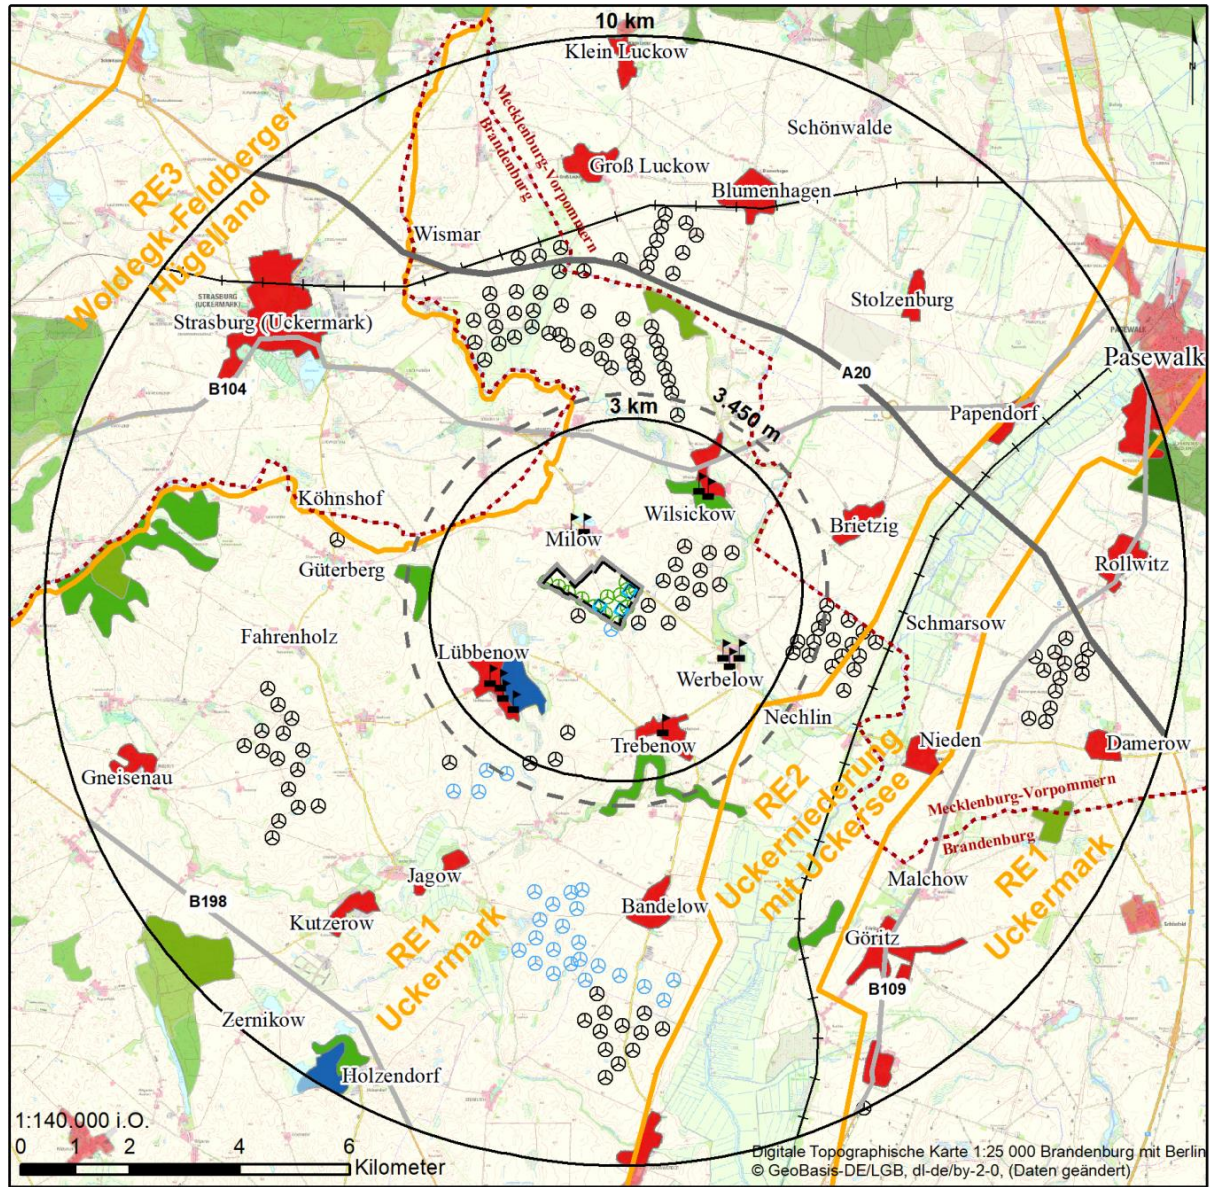 10 km
Klein Luckow
N
Mecklenburg-Vorpommern
Brandenburg
Schönwalde
Groß Luckow
Blumenhagen
RE3
Woldegk-Feldberger
Hügelland
Wismar
STRASBURG
(UCKERMARK)
Strasburg (Uckermark)
Stolzenburg
PASEWALK
Pasewalk
B104
A20
3 km
3.450 m
Papendorf
Köhnshof
Milow
Wilsickow
Brietzig
Güterberg
Rollwitz
Fahrenholz
Schmarsow
Lübbenow
Werbelow
Nechlin
Trebenow
Nieden
Damerow
Gneisenau
RE2
Uckerniederung
mit Uckersee
Mecklenburg-Vorpommern
Brandenburg
RE1
Uckermark
Jagow
Malchow
B198
Kutzerow
Bandelow
RE1
Uckermark
Göritz
B109
Zernikow
Holzendorf
1:140.000 i.O.
0 1 2 4 6
Kilometer
Digitale Topographische Karte 1:25 000 Brandenburg mit Berlin
© GeoBasis-DE/LGB, dl-de/by-2-0, (Daten geändert)